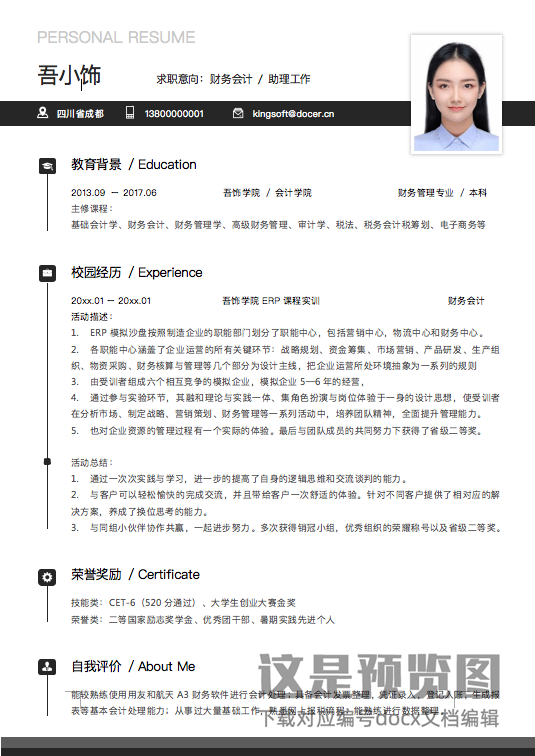 PERSONAL RESUME
吾小饰
求职意向：财务会计 / 助理工作
四川省成都 13800000001 kingsoft@docer.cn
教育背景 / Education
2013.09 － 2017.06 吾饰学院 / 会计学院 财务管理专业 / 本科
主修课程：
基础会计学、财务会计、财务管理学、高级财务管理、审计学、税法、税务会计税筹划、电子商务等
校园经历 / Experience
20xx.01 － 20xx.01 吾饰学院 ERP 课程实训 财务会计
活动描述：
1. ERP 模拟沙盘按照制造企业的职能部门划分了职能中心，包括营销中心，物流中心和财务中心。
2. 各职能中心涵盖了企业运营的所有关键环节：战略规划、资金筹集、市场营销、产品研发、生产组
织、物资采购、财务核算与管理等几个部分为设计主线，把企业运营所处环境抽象为一系列的规则
3. 由受训者组成六个相互竞争的模拟企业，模拟企业 5—6 年的经营，
4. 通过参与实验环节，其融和理论与实践一体、集角色扮演与岗位体验于一身的设计思想，使受训者
在分析市场、制定战略、营销策划、财务管理等一系列活动中，培养团队精神，全面提升管理能力。
5. 也对企业资源的管理过程有一个实际的体验。最后与团队成员的共同努力下获得了省级二等奖。
活动总结：
1. 通过一次次实践与学习，进一步的提高了自身的逻辑思维和交流谈判的能力。
2. 与客户可以轻松愉快的完成交流，并且带给客户一次舒适的体验。针对不同客户提供了相对应的解
决方案，养成了换位思考的能力。
3. 与同组小伙伴协作共赢，一起进步努力。多次获得销冠小组，优秀组织的荣耀称号以及省级二等奖。
荣誉奖励 / Certificate
技能类：CET-6（520 分通过）、大学生创业大赛金奖
荣誉类：二等国家励志奖学金、优秀团干部、暑期实践先进个人
自我评价 / About Me
这是预览图
能较熟练使用用友和航天 A3 财务软件进行会计处理；具备会计发票整理，凭证录入，登记入账，生成报
表等基本会计处理能力；从事过大量基础工作，熟悉网上报税流程；能熟练进行数据整理，
下载对应编号docx文档编辑